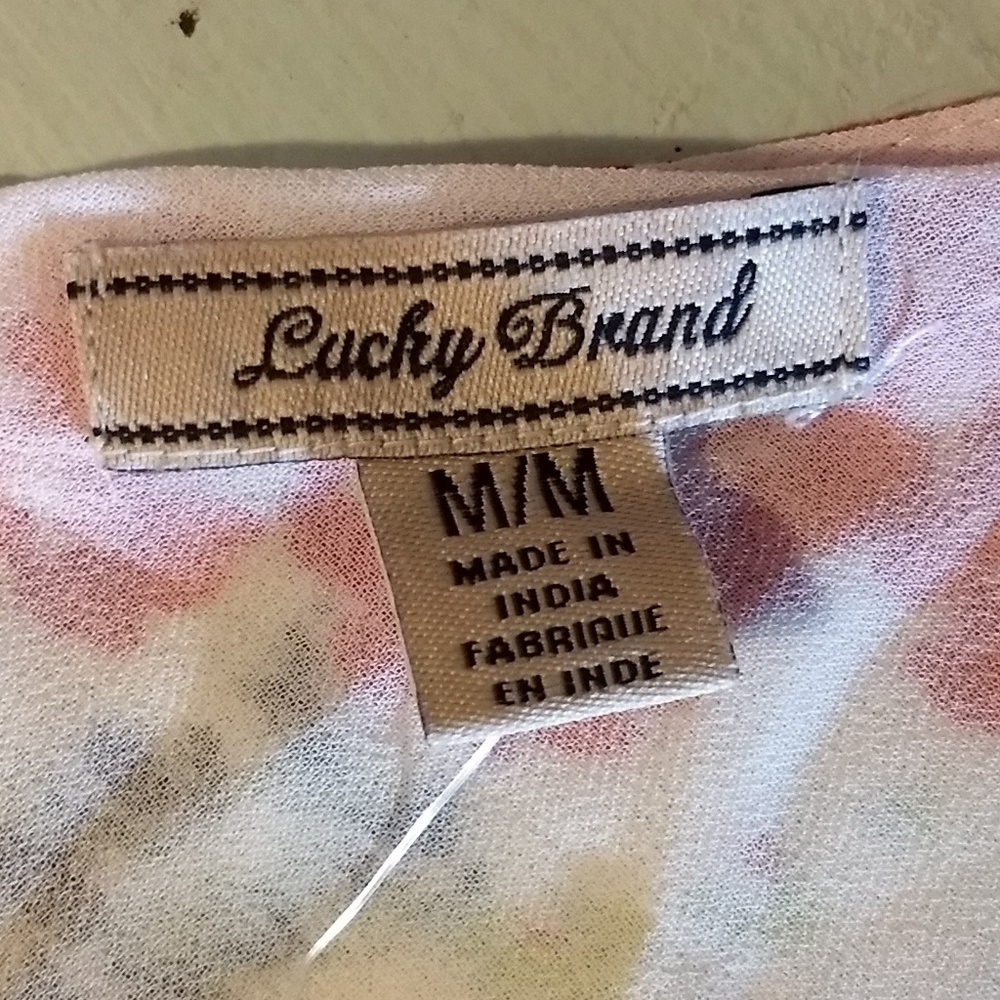 Lucky Brand
M/M
MADE IN
INDIA
FABRIQUE
EN INDE